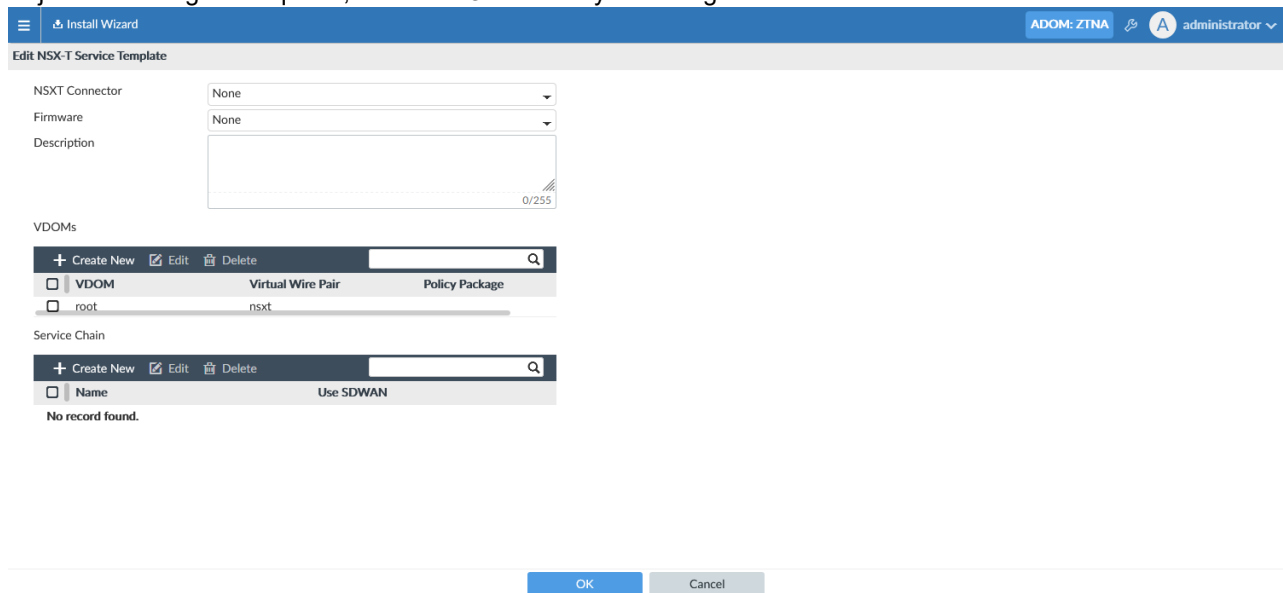 Install Wizard
ADOM: ZTNA
A administrator
Edit NSX-T Service Template
NSXT Connector None
Firmware None
Description
0/255
VDOMs
Create New Edit Delete
VDOM Virtual Wire Pair Policy Package
root nsxt
Service Chain
Create New Edit Delete
Name Use SDWAN
No record found.
OK Cancel